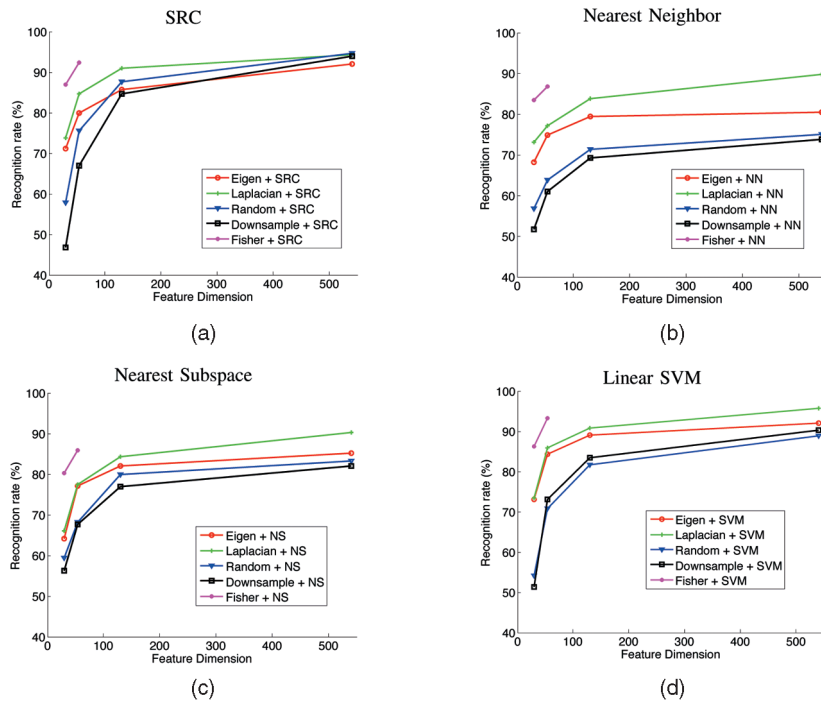 SRC
100
90
80
70
60
50
40
Recognition rate (%)
Eigen + SRC
Laplacian + SRC
Random + SRC
Downsample + SRC
Fisher + SRC
0 100 200 300 400 500
Feature Dimension
(a)
Nearest Neighbor
100
90
80
70
60
50
40
Recognition rate (%)
Eigen + NN
Laplacian + NN
Random + NN
Downsample + NN
Fisher + NN
0 100 200 300 400 500
Feature Dimension
(b)
Nearest Subspace
100
90
80
70
60
50
40
Recognition rate (%)
Eigen + NS
Laplacian + NS
Random + NS
Downsample + NS
Fisher + NS
0 100 200 300 400 500
Feature Dimension
(c)
Linear SVM
100
90
80
70
60
50
40
Recognition rate (%)
Eigen + SVM
Laplacian + SVM
Random + SVM
Downsample + SVM
Fisher + SVM
0 100 200 300 400 500
Feature Dimension
(d)